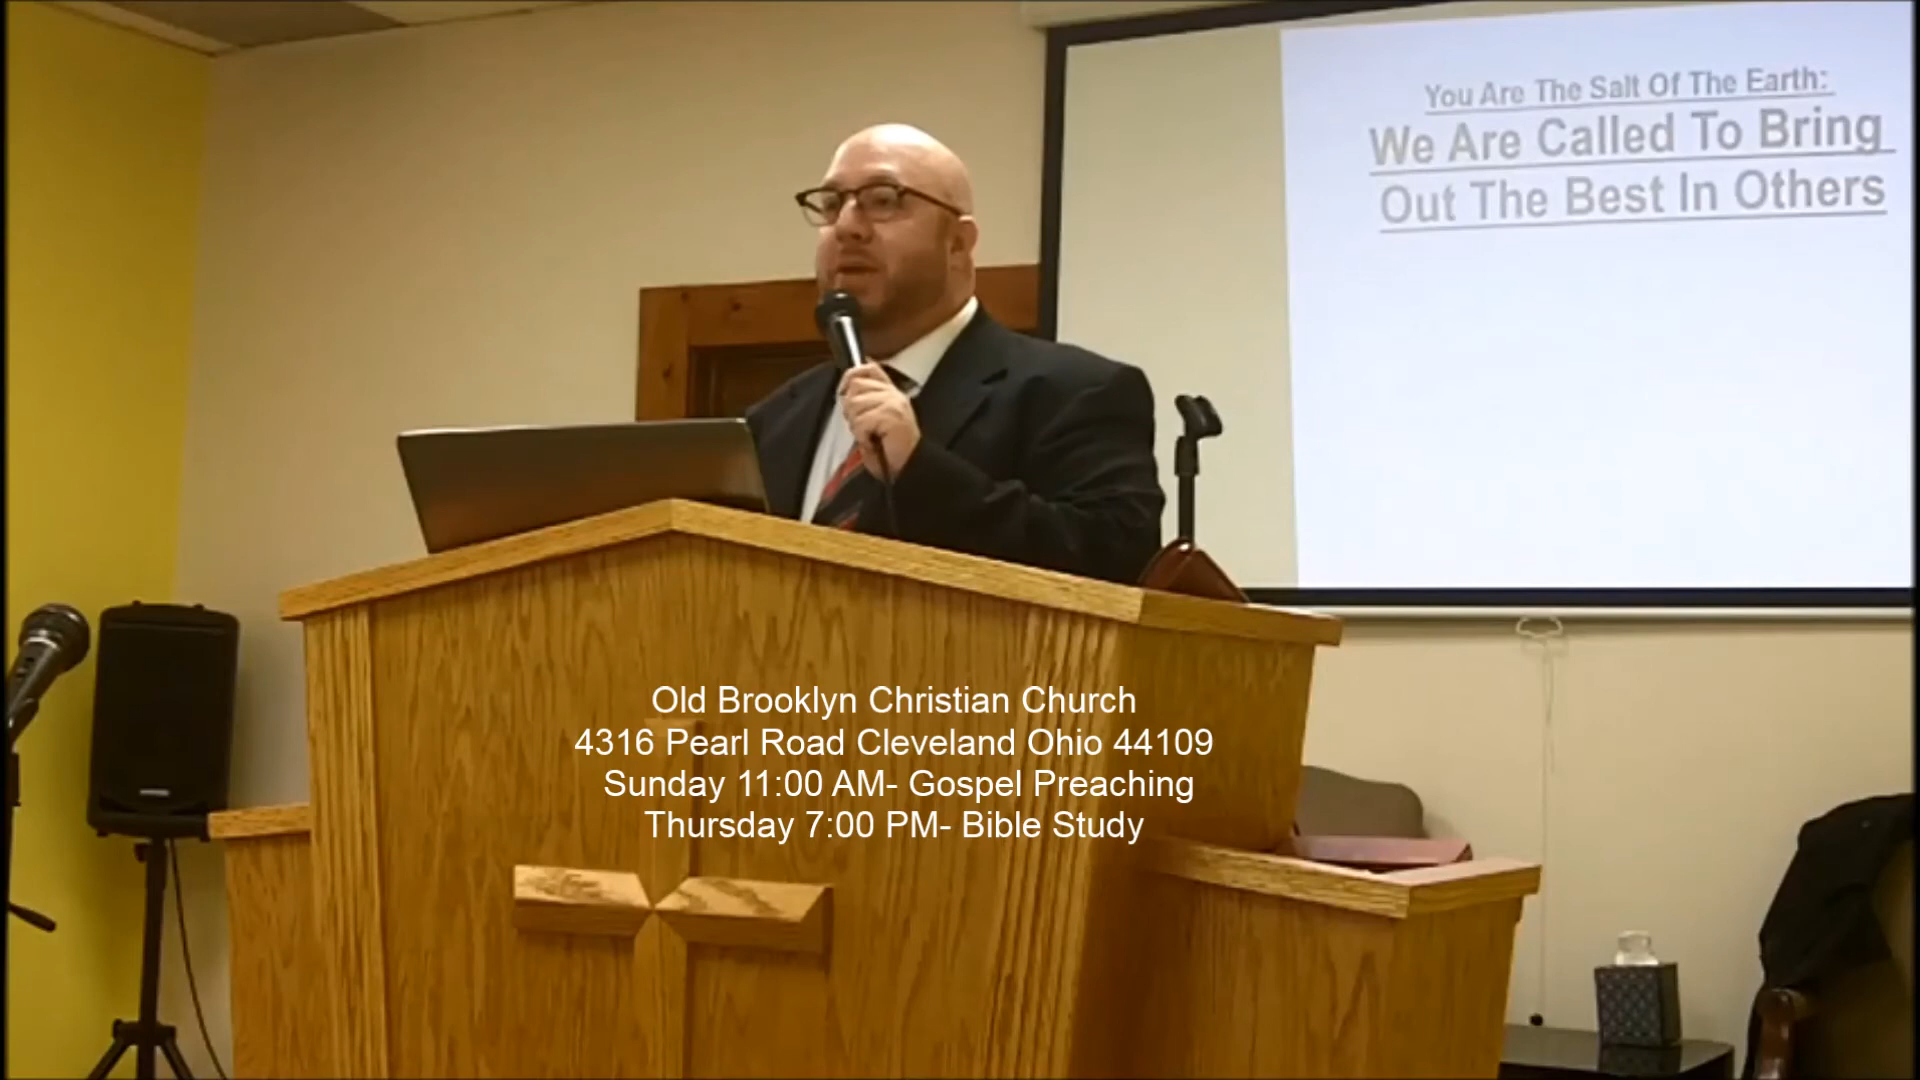 You Are The Salt Of The Earth:
We Are Called To Bring
Out The Best In Others
Old Brooklyn Christian Church
4316 Pearl Road Cleveland Ohio 44109
Sunday 11:00 AM- Gospel Preaching
Thursday 7:00 PM- Bible Study